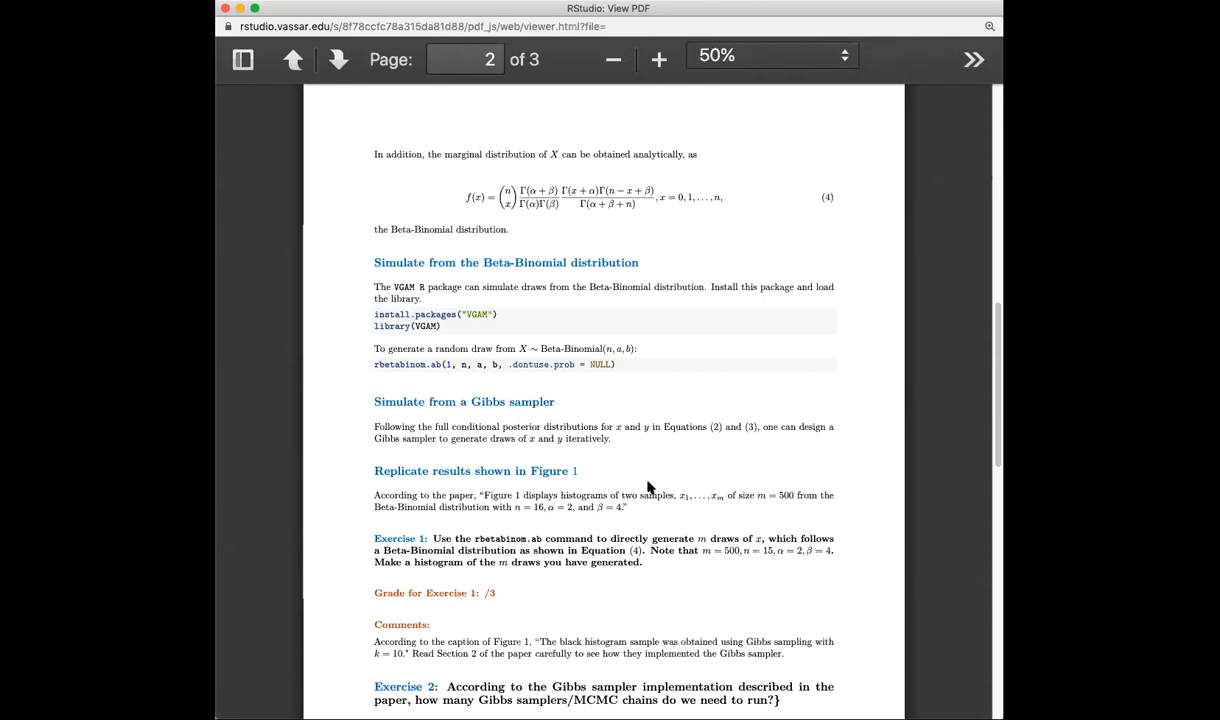 RStudio: View PDF
rstudio.vassar.edu/s/8f78ccfc78a315da81d88/pdf_js/web/viewer.html?file=
Page: 2 of 3 50%
In addition, the marginal distribution of X can be obtained analytically, as
f(x) = (n x) Γ(α + β)/Γ(α)Γ(β) Γ(x + α)Γ(n − x + β)/Γ(α + β + n), x = 0, 1, . . . , n, (4)
the Beta-Binomial distribution.
Simulate from the Beta-Binomial distribution
The VGAM R package can simulate draws from the Beta-Binomial distribution. Install this package and load
the library.
install.packages("VGAM")
library(VGAM)
To generate a random draw from X ∼ Beta-Binomial(n, a, b):
rbetabinom.ab(1, n, a, b, .dontuse.prob = NULL)
Simulate from a Gibbs sampler
Following the full conditional posterior distributions for x and y in Equations (2) and (3), one can design a
Gibbs sampler to generate draws of x and y iteratively.
Replicate results shown in Figure 1
According to the paper, “Figure 1 displays histograms of two samples, x₁, . . . , xₘ of size m = 500 from the
Beta-Binomial distribution with n = 16, α = 2, and β = 4.”
Exercise 1: Use the rbetabinom.ab command to directly generate m draws of x, which follows
a Beta-Binomial distribution as shown in Equation (4). Note that m = 500, n = 15, α = 2, β = 4.
Make a histogram of the m draws you have generated.
Grade for Exercise 1: /3
Comments:
According to the caption of Figure 1, “The black histogram sample was obtained using Gibbs sampling with
k = 10." Read Section 2 of the paper carefully to see how they implemented the Gibbs sampler.
Exercise 2: According to the Gibbs sampler implementation described in the
paper, how many Gibbs samplers/MCMC chains do we need to run?}